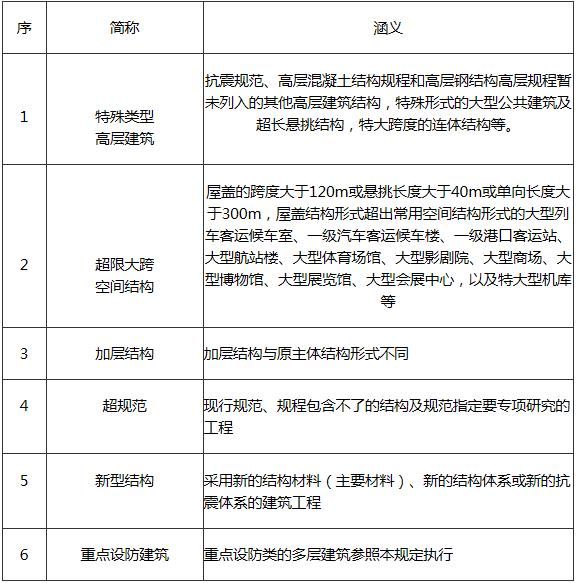 序 简称 涵义
1 特殊类型
高层建筑
抗震规范、高层混凝土结构规程和高层钢结构高层规程暂
未列入的其他高层建筑结构，特殊形式的大型公共建筑及
超长悬挑结构，特大跨度的连体结构等。
2 超限大跨
空间结构
屋盖的跨度大于120m或悬挑长度大于40m或单向长度大
于300m，屋盖结构形式超出常用空间结构形式的大型列
车客运候车室、一级汽车客运候车楼、一级港口客运站、
大型航站楼、大型体育场馆、大型影剧院、大型商场、大
型博物馆、大型展览馆、大型会展中心，以及特大型机库
等
3 加层结构 加层结构与原主体结构形式不同
4 超规范 现行规范、规程包含不了的结构及规范指定要专项研究的
工程
5 新型结构 采用新的结构材料（主要材料）、新的结构体系或新的抗
震体系的建筑工程
6 重点设防建筑 重点设防类的多层建筑参照本规定执行